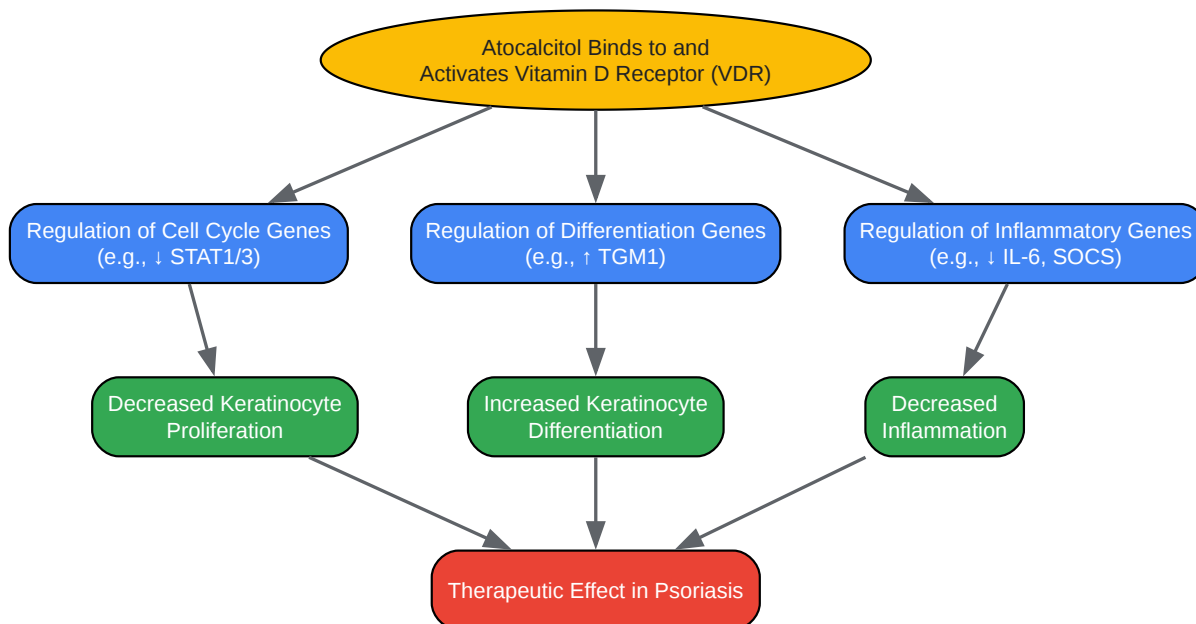 Atocalcitol Binds to and
Activates Vitamin D Receptor (VDR)
Regulation of Cell Cycle Genes
(e.g., ↓ STAT1/3)
Regulation of Differentiation Genes
(e.g., ↑ TGM1)
Regulation of Inflammatory Genes
(e.g., ↓ IL-6, SOCS)
Decreased Keratinocyte
Proliferation
Increased Keratinocyte
Differentiation
Decreased
Inflammation
Therapeutic Effect in Psoriasis